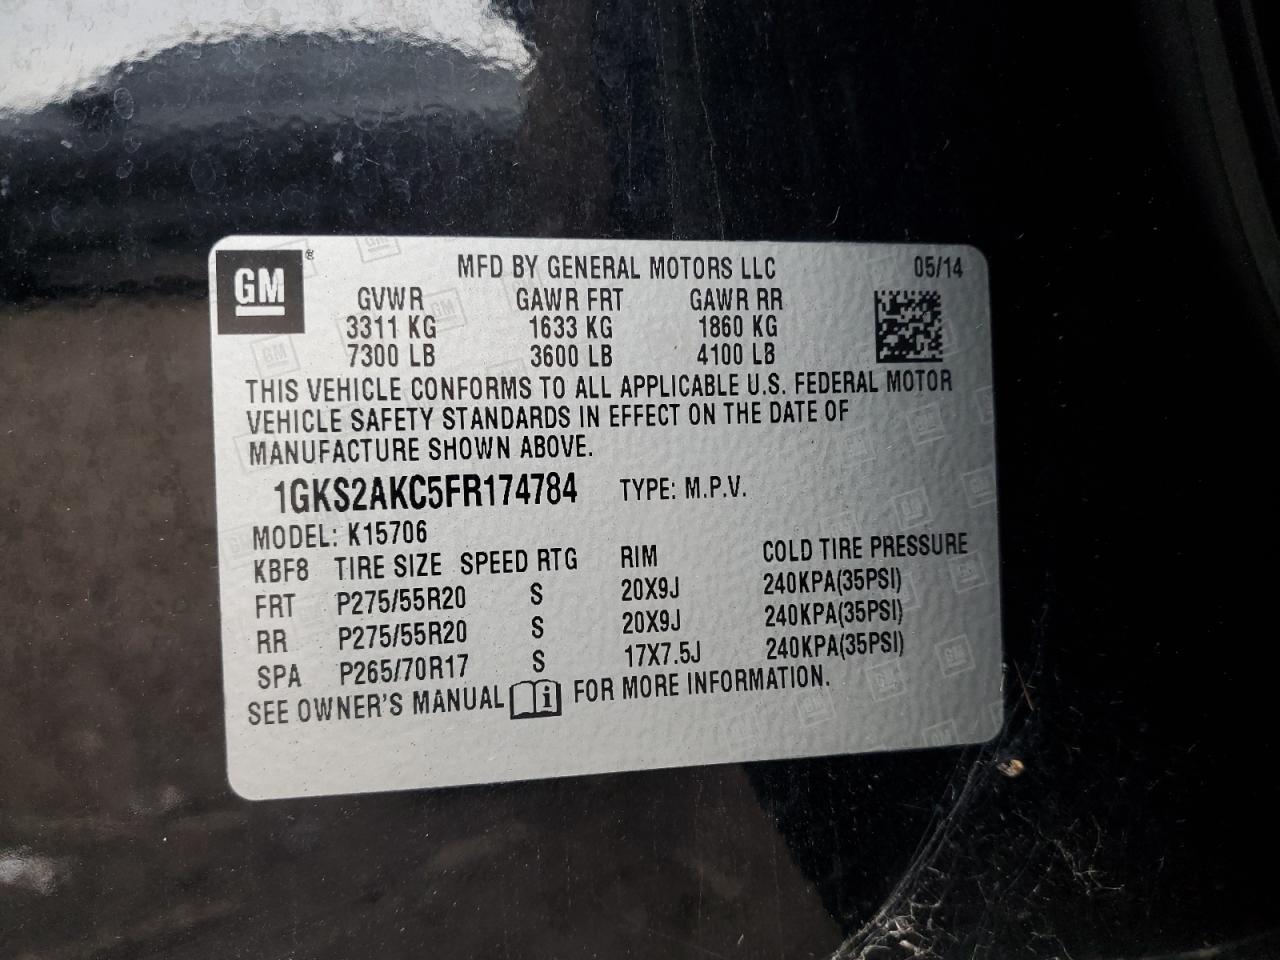 GM ® MFD BY GENERAL MOTORS LLC 05/14
GVWR GAWR FRT GAWR RR
3311 KG 1633 KG 1860 KG
7300 LB 3600 LB 4100 LB
THIS VEHICLE CONFORMS TO ALL APPLICABLE U.S. FEDERAL MOTOR
VEHICLE SAFETY STANDARDS IN EFFECT ON THE DATE OF
MANUFACTURE SHOWN ABOVE.
1GKS2AKC5FR174784 TYPE: M.P.V.
MODEL: K15706
KBF8 TIRE SIZE SPEED RTG RIM COLD TIRE PRESSURE
FRT P275/55R20 S 20X9J 240KPA(35PSI)
RR P275/55R20 S 20X9J 240KPA(35PSI)
SPA P265/70R17 S 17X7.5J 240KPA(35PSI)
SEE OWNER'S MANUAL i FOR MORE INFORMATION.